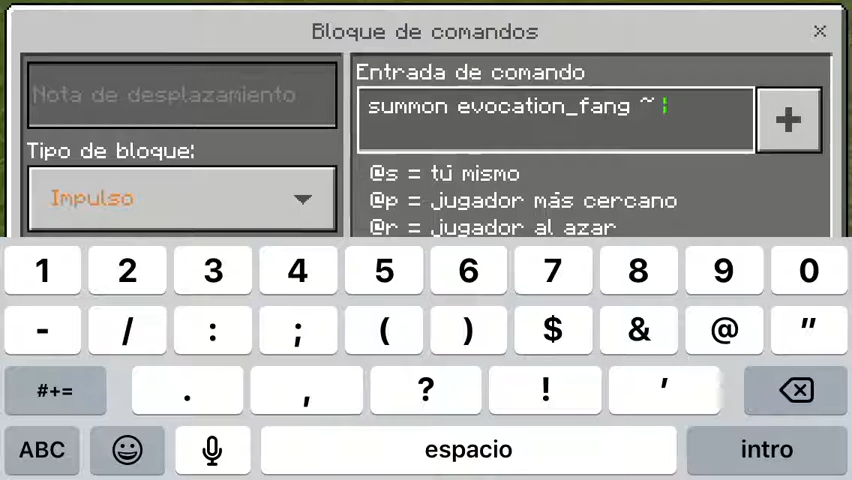 Bloque de comandos
×
Nota de desplazamiento
Entrada de comando
summon evocation_fang ~
+
Tipo de bloque:
Impulso
@s = tú mismo
@p = jugador más cercano
@r = jugador al azar
1 2 3 4 5 6 7 8 9 0
- / : ; ( ) $ & @ "
#+= . , ? ! '
ABC espacio intro